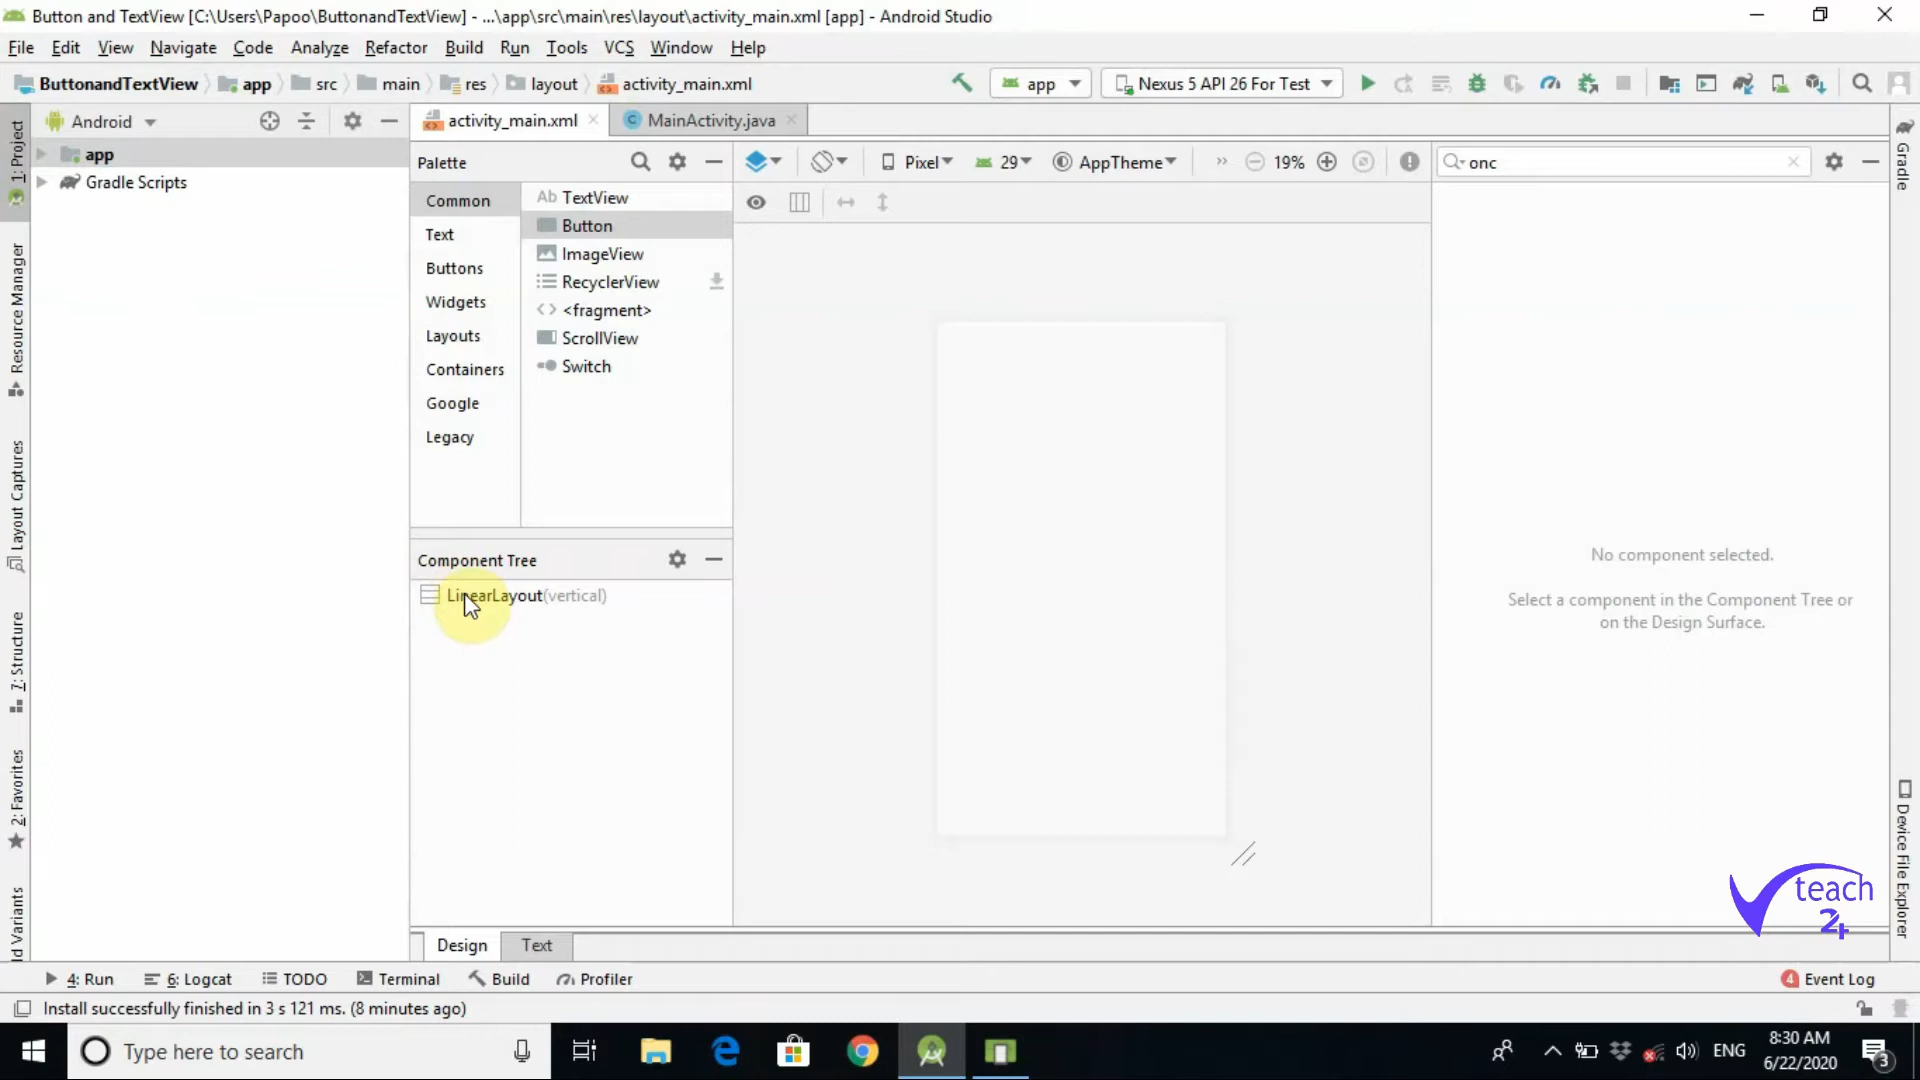 Button and TextView [C:\Users\Papoo\ButtonandTextView] - ...\app\src\main\res\layout\activity_main.xml [app] - Android Studio
File Edit View Navigate Code Analyze Refactor Build Run Tools VCS Window Help
ButtonandTextView app src main res layout activity_main.xml
app Nexus 5 API 26 For Test
Android
activity_main.xml MainActivity.java
Palette
Pixel 29 AppTheme » 19%
onc
app
Gradle Scripts
Common
Text
Buttons
Widgets
Layouts
Containers
Google
Legacy
Ab TextView
Button
ImageView
RecyclerView
<fragment>
ScrollView
Switch
Component Tree
LinearLayout(vertical)
No component selected.
Select a component in the Component Tree or
on the Design Surface.
1: Project
Resource Manager
Layout Captures
7: Structure
2: Favorites
ld Variants
Gradle
Device File Explorer
teach
24
Design Text
4: Run 6: Logcat TODO Terminal Build Profiler
4 Event Log
Install successfully finished in 3 s 121 ms. (8 minutes ago)
Type here to search
ENG
8:30 AM
6/22/2020
3